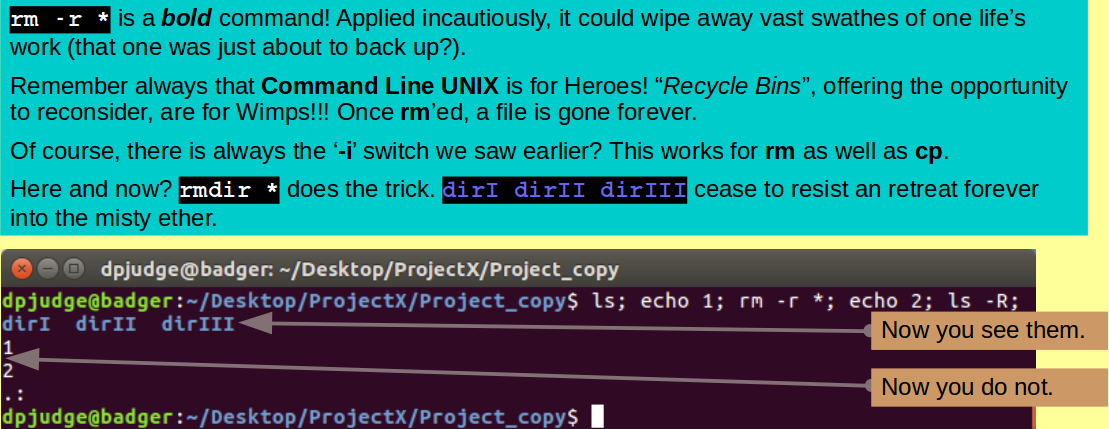 rm -r * is a bold command! Applied incautiously, it could wipe away vast swathes of one life’s
work (that one was just about to back up?).
Remember always that Command Line UNIX is for Heroes! “Recycle Bins”, offering the opportunity
to reconsider, are for Wimps!!! Once rm’ed, a file is gone forever.
Of course, there is always the ‘-i’ switch we saw earlier? This works for rm as well as cp.
Here and now? rmdir * does the trick. dirI dirII dirIII cease to resist an retreat forever
into the misty ether.
dpjudge@badger: ~/Desktop/ProjectX/Project_copy
dpjudge@badger:~/Desktop/ProjectX/Project_copy$ ls; echo 1; rm -r *; echo 2; ls -R;
dirI dirII dirIII
Now you see them.
1
2
Now you do not.
.:
dpjudge@badger:~/Desktop/ProjectX/Project_copy$